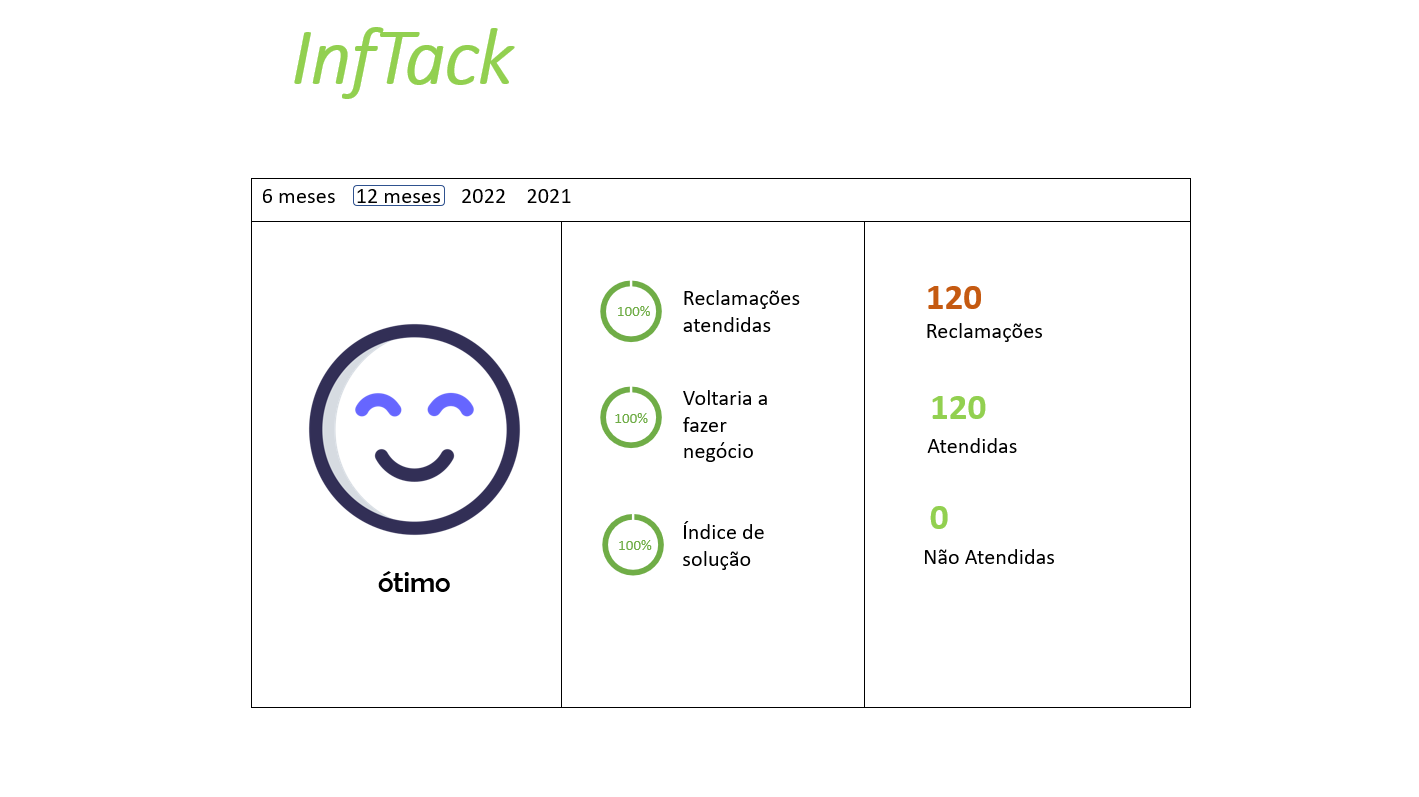 InfTack
6 meses 12 meses 2022 2021
ótimo
100%
Reclamações
atendidas
100%
Voltaria a
fazer
negócio
100%
Índice de
solução
120
Reclamações
120
Atendidas
0
Não Atendidas